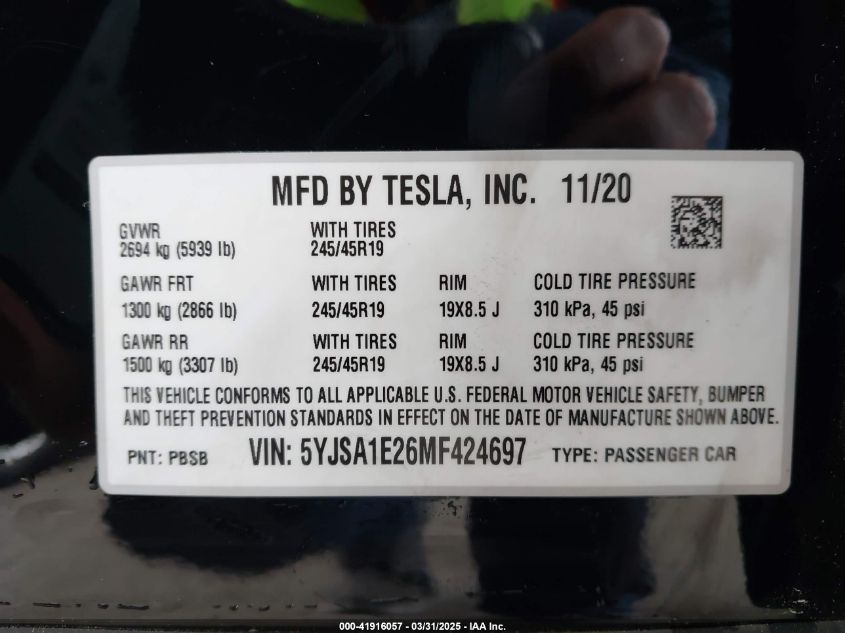 MFD BY TESLA, INC. 11/20
GVWR WITH TIRES
2694 kg (5939 lb) 245/45R19
GAWR FRT WITH TIRES RIM COLD TIRE PRESSURE
1300 kg (2866 lb) 245/45R19 19X8.5 J 310 kPa, 45 psi
GAWR RR WITH TIRES RIM COLD TIRE PRESSURE
1500 kg (3307 lb) 245/45R19 19X8.5 J 310 kPa, 45 psi
THIS VEHICLE CONFORMS TO ALL APPLICABLE U.S. FEDERAL MOTOR VEHICLE SAFETY, BUMPER
AND THEFT PREVENTION STANDARDS IN EFFECT ON THE DATE OF MANUFACTURE SHOWN ABOVE.
PNT: PBSB VIN: 5YJSA1E26MF424697 TYPE: PASSENGER CAR
000-41916057 - 03/31/2025 - IAA Inc.